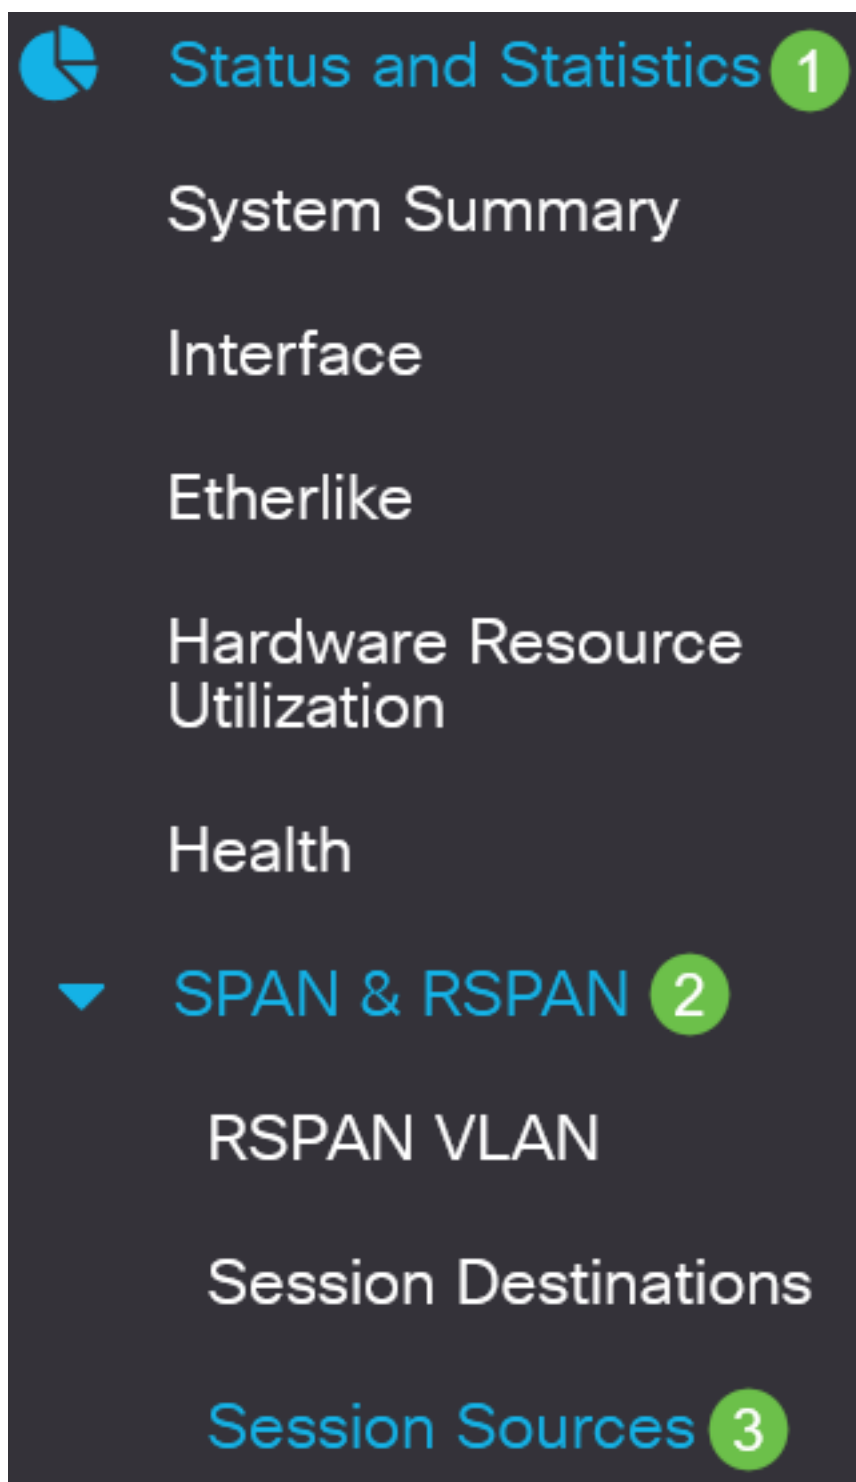 Status and Statistics 1
System Summary
Interface
Etherlike
Hardware Resource
Utilization
Health
SPAN & RSPAN 2
RSPAN VLAN
Session Destinations
Session Sources 3